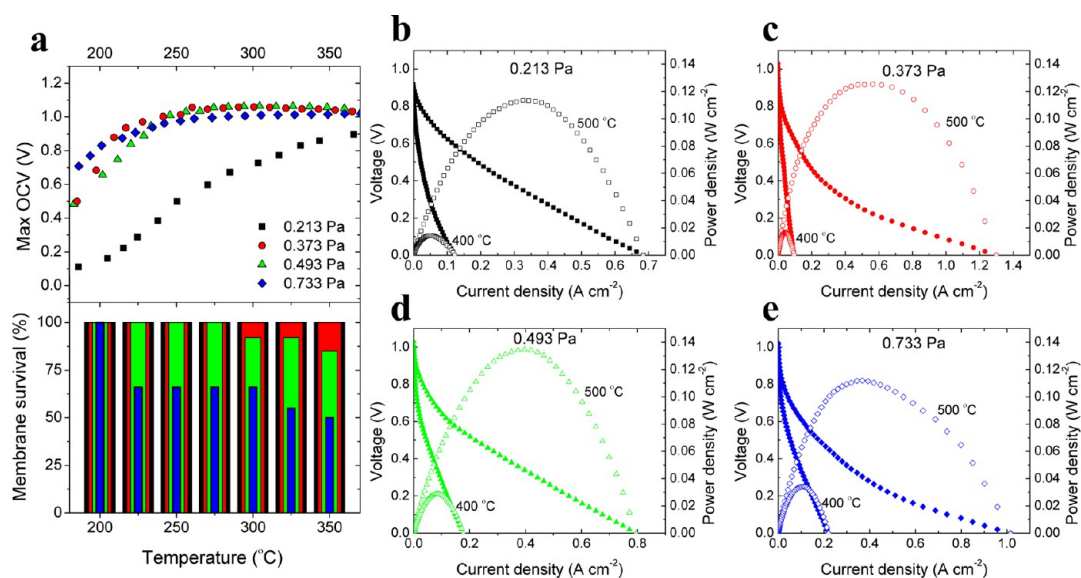 a
200 250 300 350
1.2
1.0
0.8
0.6
0.4
0.2
0.0
Max OCV (V)
0.213 Pa
0.373 Pa
0.493 Pa
0.733 Pa
100
75
50
25
0
Membrane survival (%)
200 250 300 350
Temperature (°C)
b
0.213 Pa
1.0
0.8
0.6
0.4
0.2
0.0
Voltage (V)
500 °C
400 °C
0.14
0.12
0.10
0.08
0.06
0.04
0.02
0.00
Power density (W cm-2)
0.0 0.1 0.2 0.3 0.4 0.5 0.6 0.7
Current density (A cm-2)
c
0.373 Pa
1.0
0.8
0.6
0.4
0.2
0.0
Voltage (V)
500 °C
400 °C
0.14
0.12
0.10
0.08
0.06
0.04
0.02
0.00
Power density (W cm-2)
0.0 0.2 0.4 0.6 0.8 1.0 1.2 1.4
Current density (A cm-2)
d
0.493 Pa
1.0
0.8
0.6
0.4
0.2
0.0
Voltage (V)
500 °C
400 °C
0.14
0.12
0.10
0.08
0.06
0.04
0.02
0.00
Power density (W cm-2)
0.0 0.2 0.4 0.6 0.8
Current density (A cm-2)
e
0.733 Pa
1.0
0.8
0.6
0.4
0.2
0.0
Voltage (V)
500 °C
400 °C
0.14
0.12
0.10
0.08
0.06
0.04
0.02
0.00
Power density (W cm-2)
0.0 0.2 0.4 0.6 0.8 1.0
Current density (A cm-2)